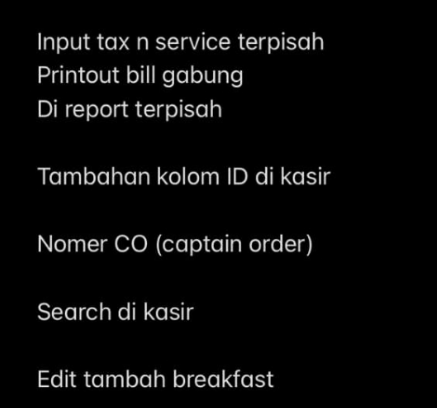 Input tax n service terpisah
Printout bill gabung
Di report terpisah
Tambahan kolom ID di kasir
Nomer CO (captain order)
Search di kasir
Edit tambah breakfast